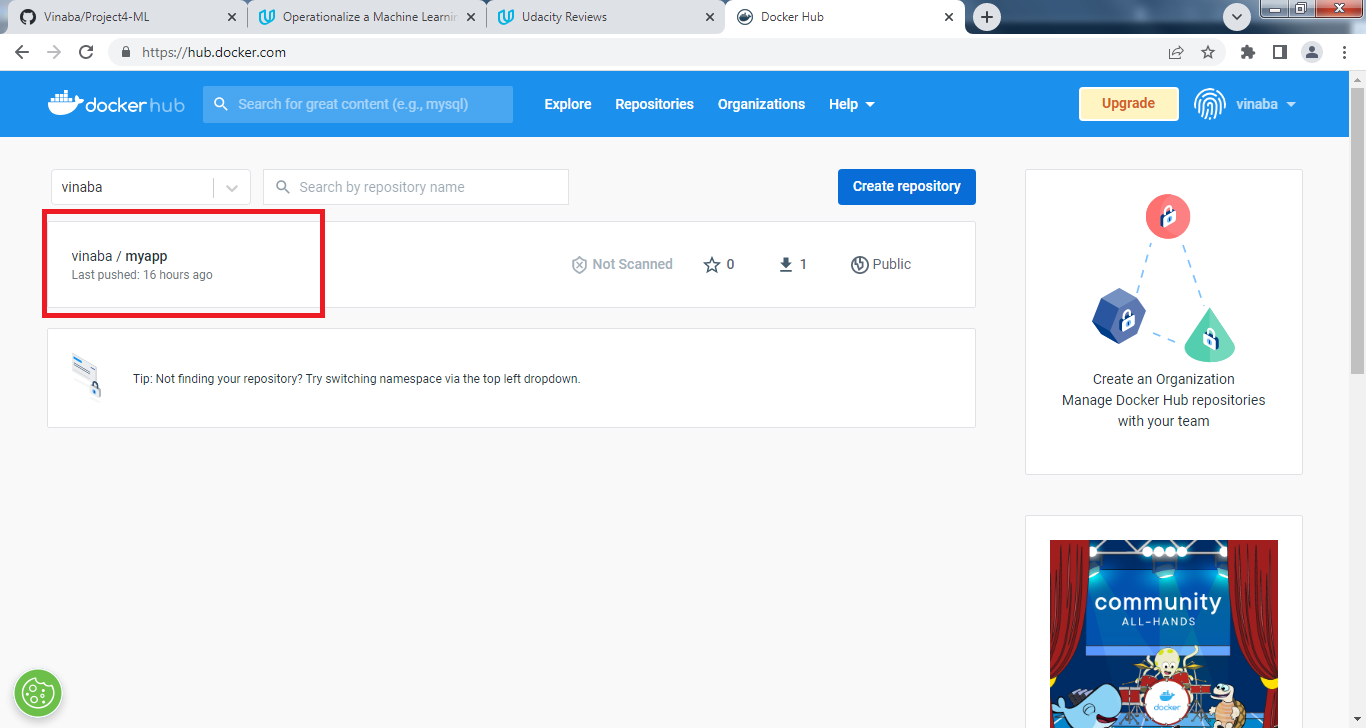 Vinaba/Project4-ML
Operationalize a Machine Learnin
Udacity Reviews
Docker Hub
https://hub.docker.com
docker hub
Search for great content (e.g., mysql)
Explore
Repositories
Organizations
Help
Upgrade
vinaba
vinaba
Search by repository name
Create repository
vinaba / myapp
Last pushed: 16 hours ago
Not Scanned
0
1
Public
Tip: Not finding your repository? Try switching namespace via the top left dropdown.
Create an Organization
Manage Docker Hub repositories
with your team
community
ALL-HANDS
docker